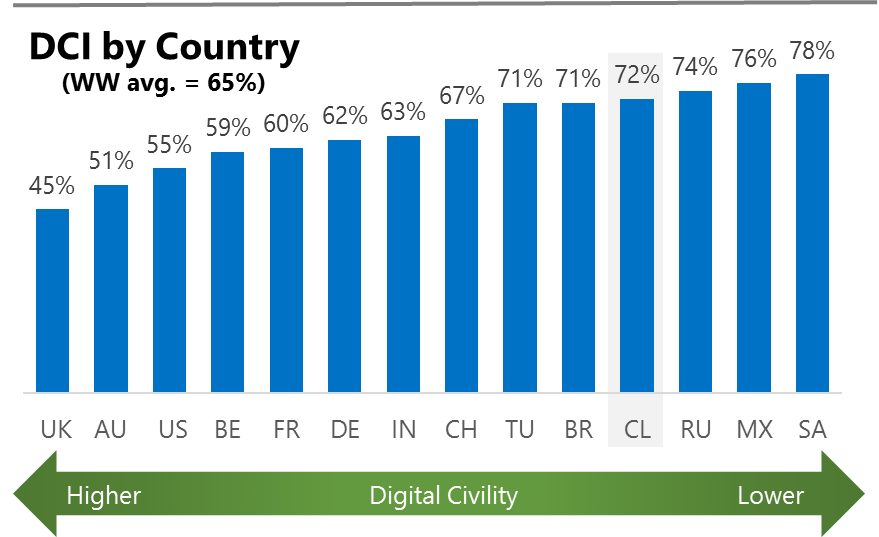 DCI by Country
(WW avg. = 65%)
45% 51% 55% 59% 60% 62% 63% 67% 71% 71% 72% 74% 76% 78%
UK AU US BE FR DE IN CH TU BR CL RU MX SA
Higher Digital Civility Lower